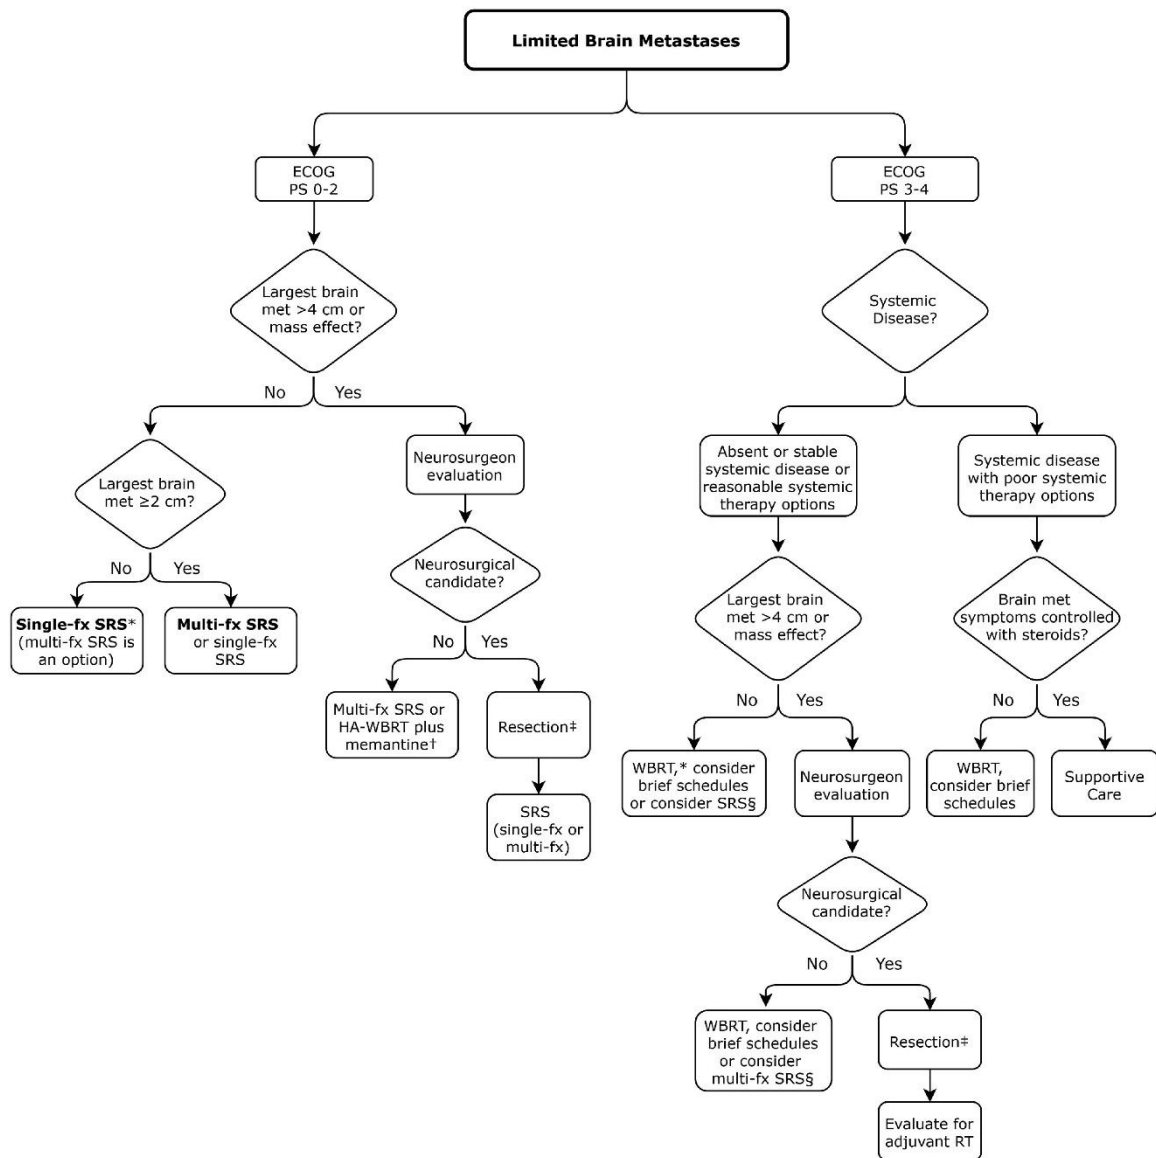 Limited Brain Metastases
ECOG
PS 0-2
ECOG
PS 3-4
Largest brain
met >4 cm or
mass effect?
Systemic
Disease?
No
Yes
Largest brain
met ≥2 cm?
Neurosurgeon
evaluation
Absent or stable
systemic disease or
reasonable systemic
therapy options
Systemic disease
with poor systemic
therapy options
No
Yes
Neurosurgical
candidate?
Largest brain
met >4 cm or
mass effect?
Brain met
symptoms controlled
with steroids?
Single-fx SRS*
(multi-fx SRS is
an option)
Multi-fx SRS
or single-fx
SRS
No
Yes
No
Yes
No
Yes
Multi-fx SRS or
HA-WBRT plus
memantine†
Resection‡
WBRT,* consider
brief schedules
or consider SRS§
Neurosurgeon
evaluation
WBRT,
consider brief
schedules
Supportive
Care
SRS
(single-fx or
multi-fx)
Neurosurgical
candidate?
No
Yes
WBRT, consider
brief schedules
or consider
multi-fx SRS§
Resection‡
Evaluate for
adjuvant RT